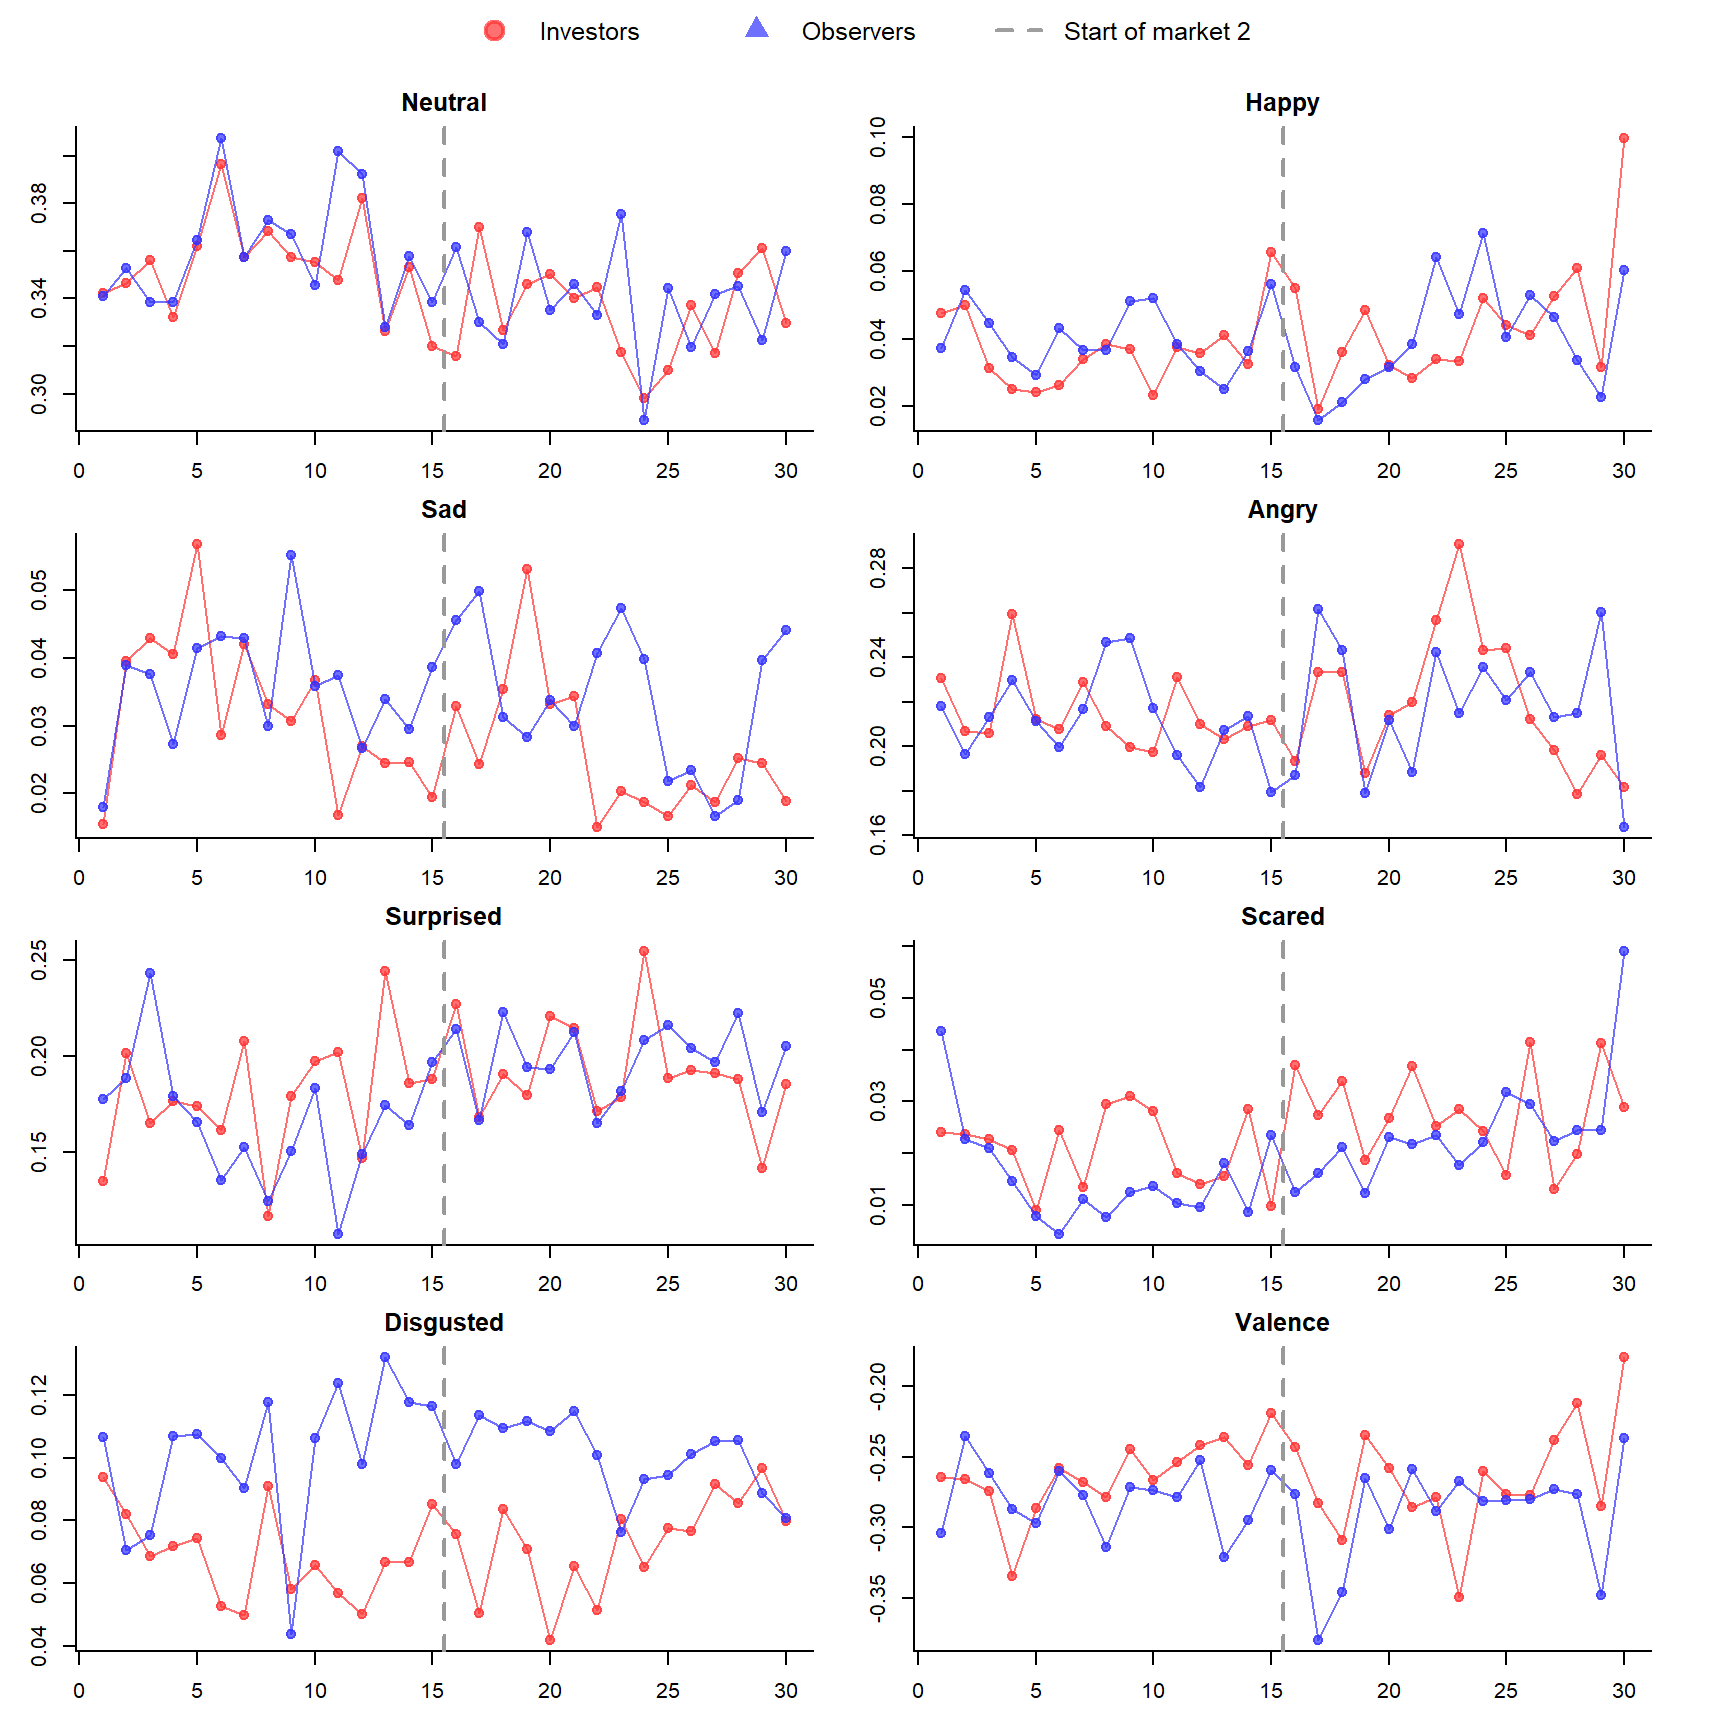 Investors Observers Start of market 2
Neutral Happy
0.30 0.34 0.38
0.02 0.04 0.06 0.08 0.10
0 5 10 15 20 25 30
0 5 10 15 20 25 30
Sad Angry
0.02 0.03 0.04 0.05
0.16 0.20 0.24 0.28
0 5 10 15 20 25 30
0 5 10 15 20 25 30
Surprised Scared
0.15 0.20 0.25
0.01 0.03 0.05
0 5 10 15 20 25 30
0 5 10 15 20 25 30
Disgusted Valence
0.04 0.06 0.08 0.10 0.12
-0.35 -0.30 -0.25 -0.20
0 5 10 15 20 25 30
0 5 10 15 20 25 30